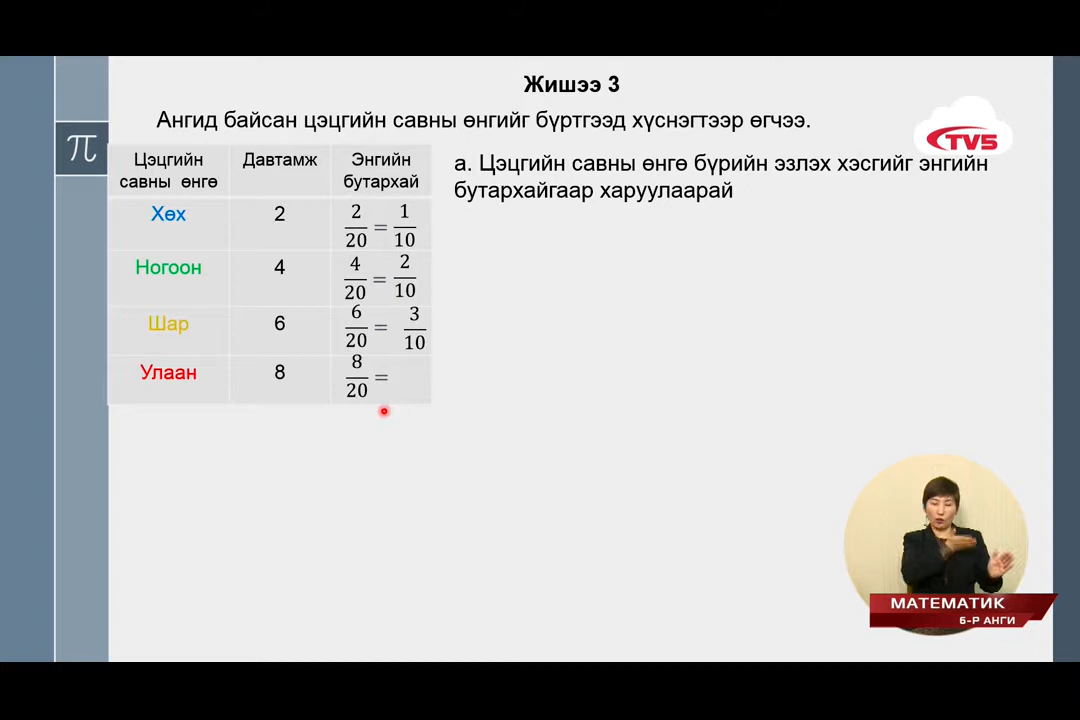 Жишээ 3
Ангид байсан цэцгийн савны өнгийг бүртгээд хүснэгтээр өгчээ.
π
TV5
Цэцгийн савны өнгө Давтамж Энгийн бутархай
Хөх 2 2/20 = 1/10
Ногоон 4 4/20 = 2/10
Шар 6 6/20 = 3/10
Улаан 8 8/20 =
а. Цэцгийн савны өнгө бүрийн эзлэх хэсгийг энгийн
бутархайгаар харуулаарай
МАТЕМАТИК
6-Р АНГИ